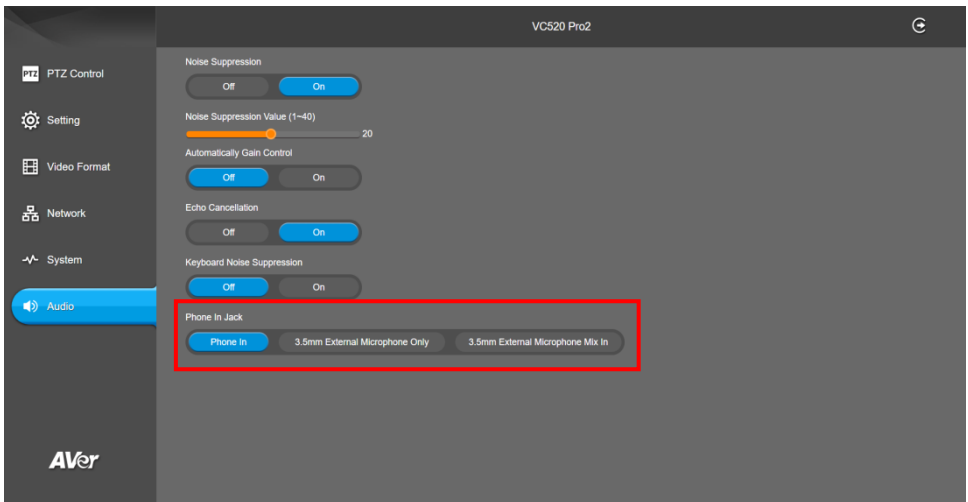 VC520 Pro2
PTZ PTZ Control
Setting
Video Format
Network
System
Audio
AVer
Noise Suppression
Off On
Noise Suppression Value (1~40)
20
Automatically Gain Control
Off On
Echo Cancellation
Off On
Keyboard Noise Suppression
Off On
Phone In Jack
Phone In 3.5mm External Microphone Only 3.5mm External Microphone Mix In